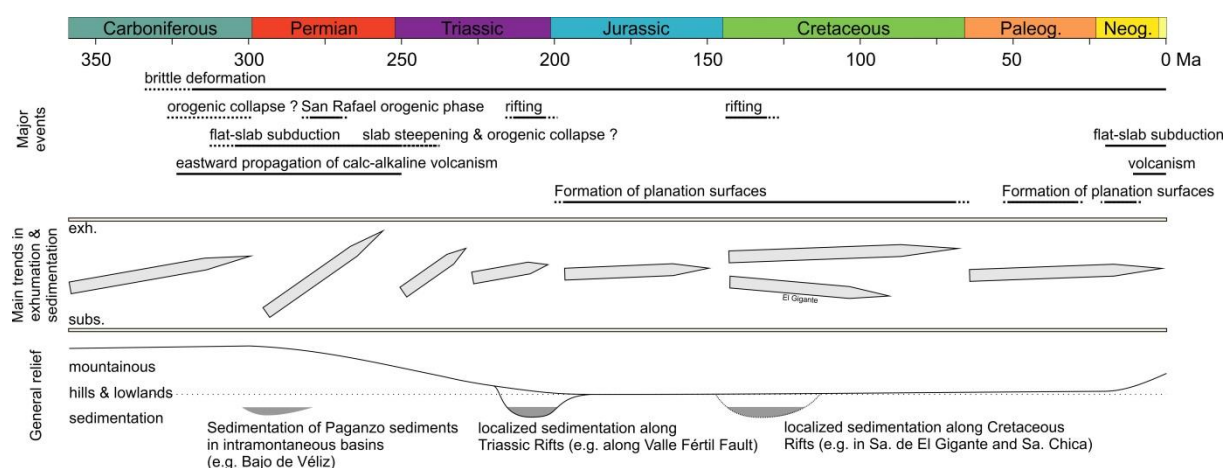 Carboniferous Permian Triassic Jurassic Cretaceous Paleog. Neog.
350 300 250 200 150 100 50 0 Ma
Major
events
brittle deformation
orogenic collapse ? San Rafael orogenic phase rifting rifting
flat-slab subduction slab steepening & orogenic collapse ? flat-slab subduction
eastward propagation of calc-alkaline volcanism volcanism
Formation of planation surfaces Formation of planation surfaces
Main trends in
exhumation &
sedimentation
exh.
El Gigante
subs.
General relief
mountainous
hills & lowlands
sedimentation
Sedimentation of Paganzo sediments
in intramontaneous basins
(e.g. Bajo de Véliz)
localized sedimentation along
Triassic Rifts (e.g. along Valle Fértil Fault)
localized sedimentation along Cretaceous
Rifts (e.g. in Sa. de El Gigante and Sa. Chica)